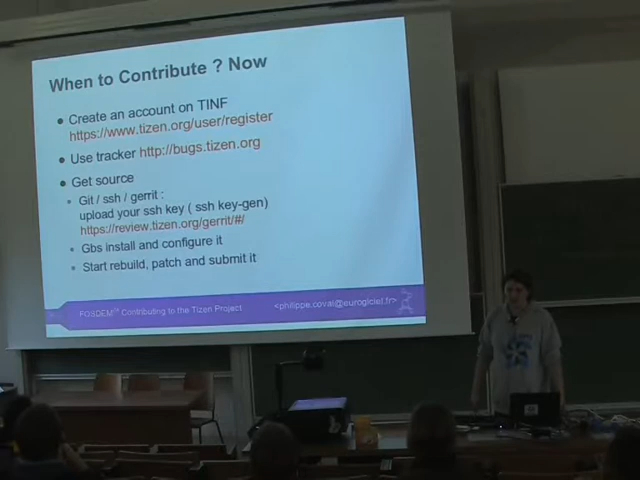 When to Contribute ? Now
Create an account on TINF
https://www.tizen.org/user/register
Use tracker http://bugs.tizen.org
Get source
Git / ssh / gerrit :
upload your ssh key ( ssh key-gen)
https://review.tizen.org/gerrit/#/
Gbs install and configure it
Start rebuild, patch and submit it
Contributing to the Tizen Project
<philippe.coval@eurogiciel.fr>